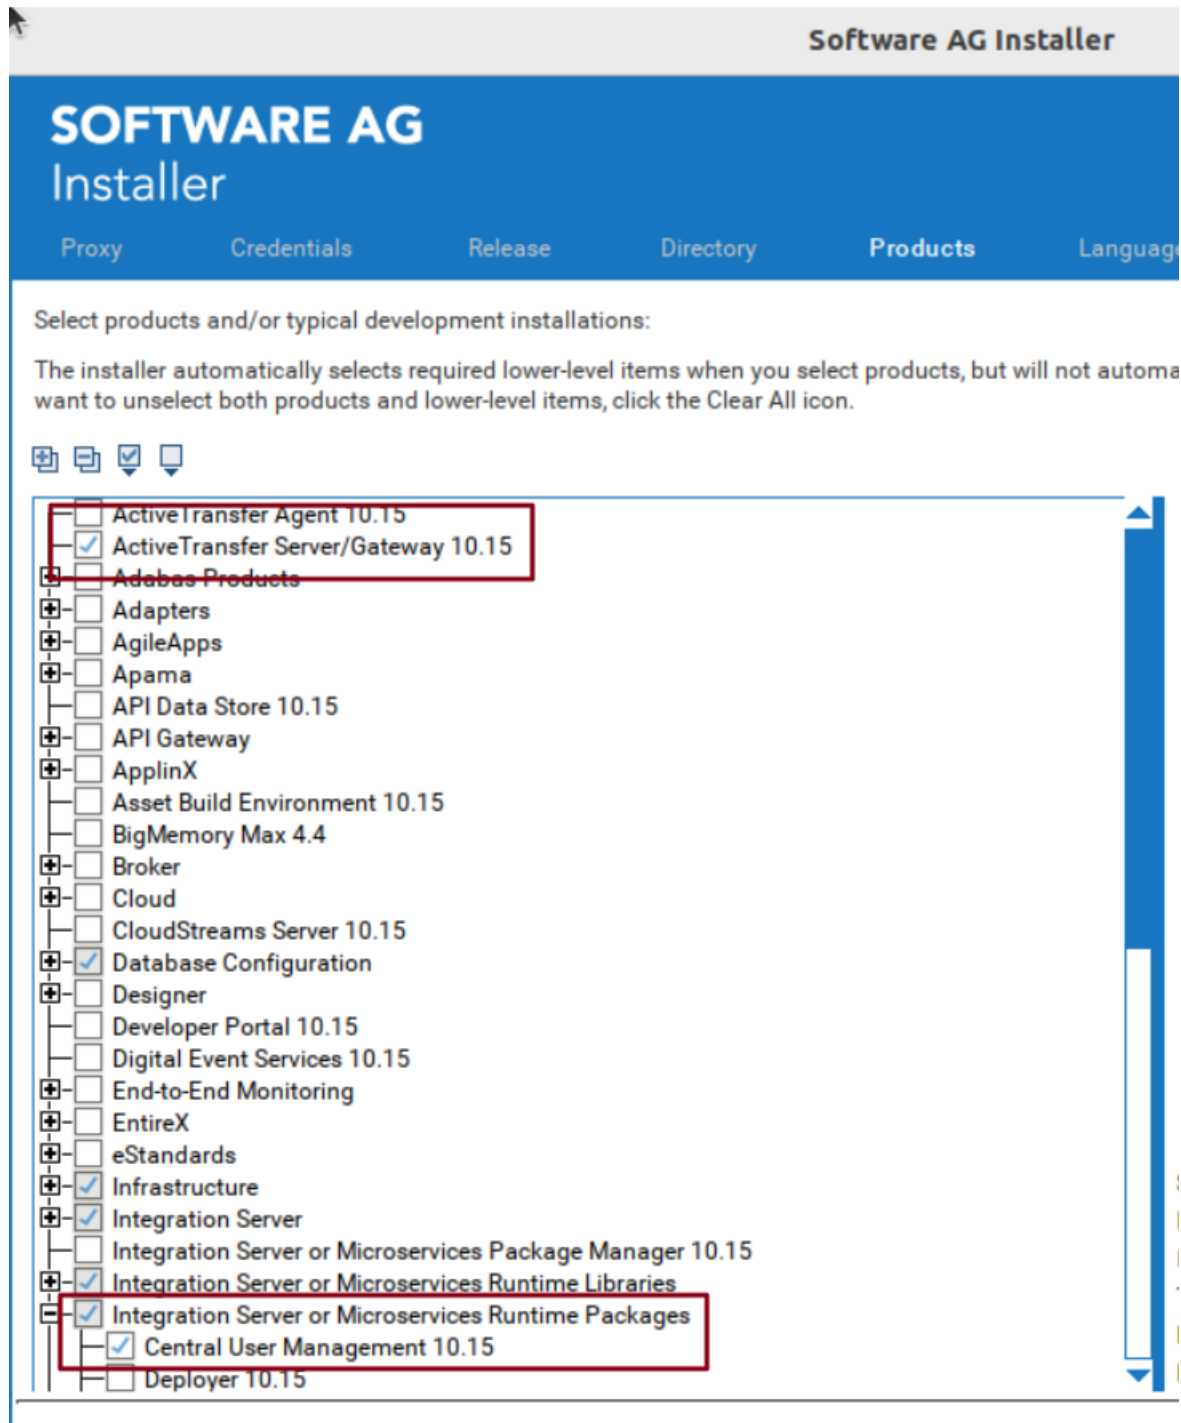 Software AG Installer
SOFTWARE AG
Installer
Proxy Credentials Release Directory Products Language
Select products and/or typical development installations:
The installer automatically selects required lower-level items when you select products, but will not automa
want to unselect both products and lower-level items, click the Clear All icon.
ActiveTransfer Agent 10.15
ActiveTransfer Server/Gateway 10.15
Adabas Products
Adapters
AgileApps
Apama
API Data Store 10.15
API Gateway
ApplinX
Asset Build Environment 10.15
BigMemory Max 4.4
Broker
Cloud
CloudStreams Server 10.15
Database Configuration
Designer
Developer Portal 10.15
Digital Event Services 10.15
End-to-End Monitoring
EntireX
eStandards
Infrastructure
Integration Server
Integration Server or Microservices Package Manager 10.15
Integration Server or Microservices Runtime Libraries
Integration Server or Microservices Runtime Packages
Central User Management 10.15
Deployer 10.15